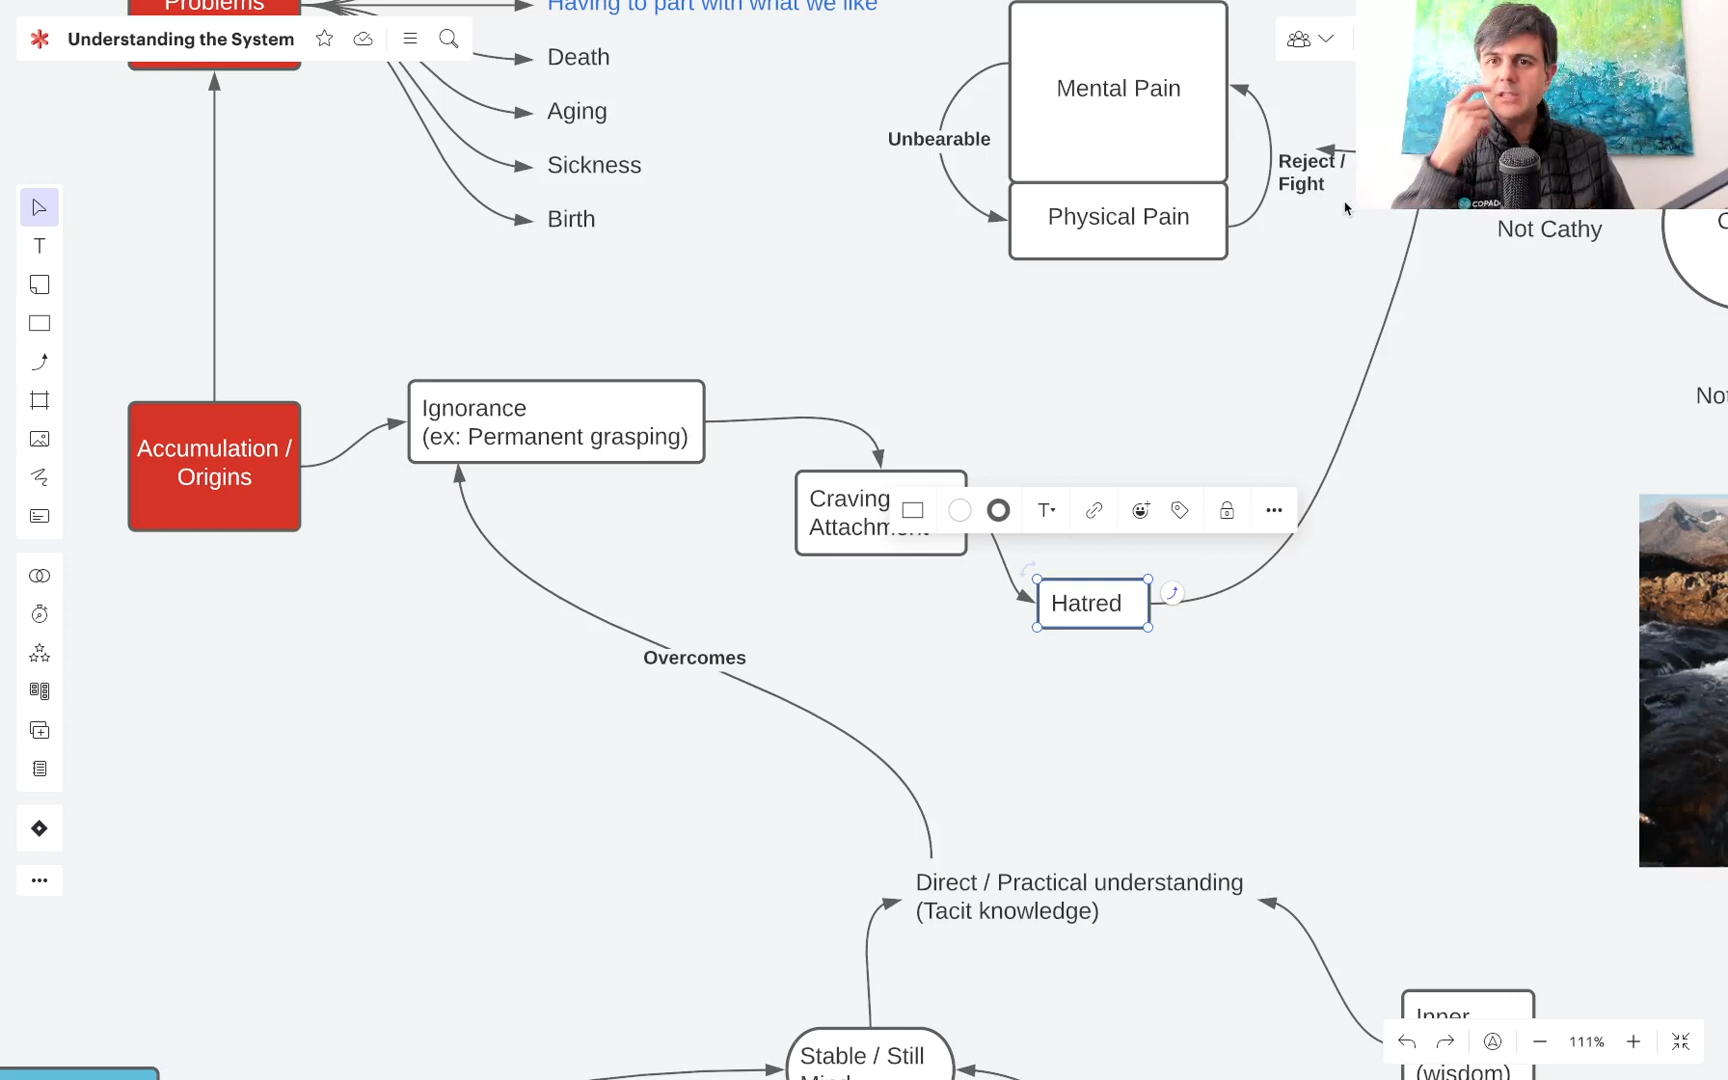 Problems
Having to part with what we like
Understanding the System
Death
Aging
Sickness
Birth
Mental Pain
Unbearable
Physical Pain
Reject /
Fight
COPAD
Not Cathy
Ignorance
(ex: Permanent grasping)
Accumulation /
Origins
Craving
Attachment
T
Hatred
Overcomes
Direct / Practical understanding
(Tacit knowledge)
Stable / Still
Mind
Inner
(wisdom)
111%